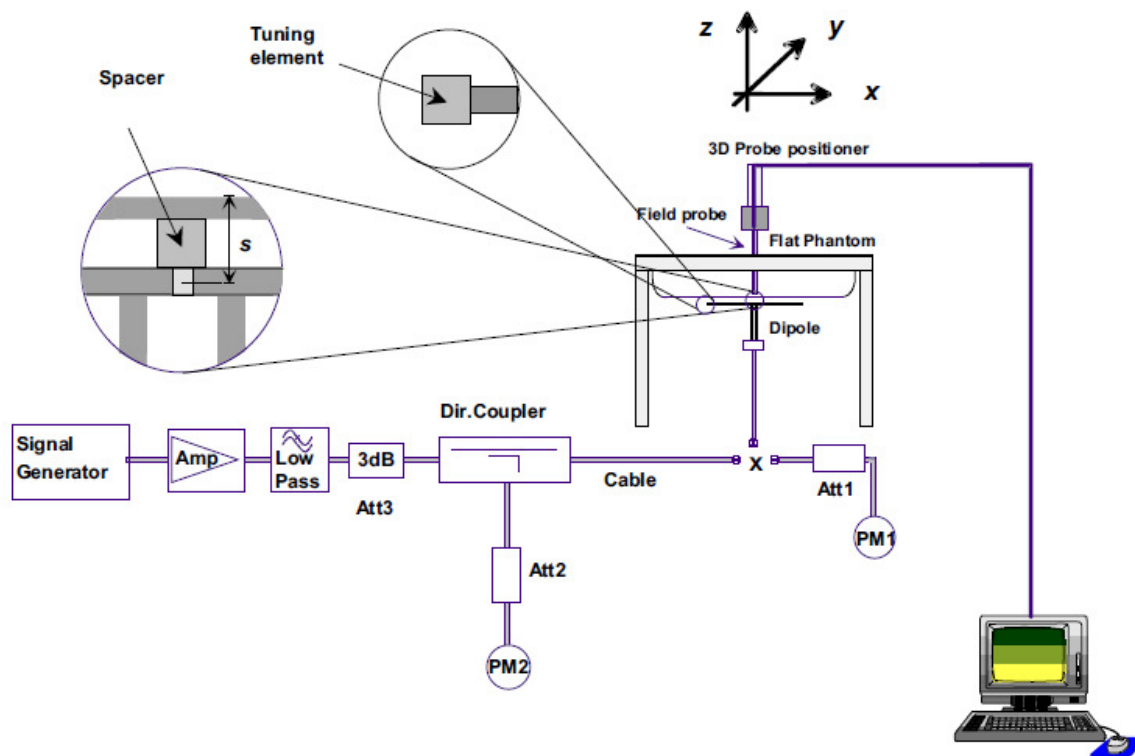 Tuning
element
Spacer
z
y
x
3D Probe positioner
s
Field probe
Flat Phantom
Dipole
Dir.Coupler
Signal
Generator
Amp
Low
Pass
3dB
Att3
Cable
x
Att1
PM1
Att2
PM2